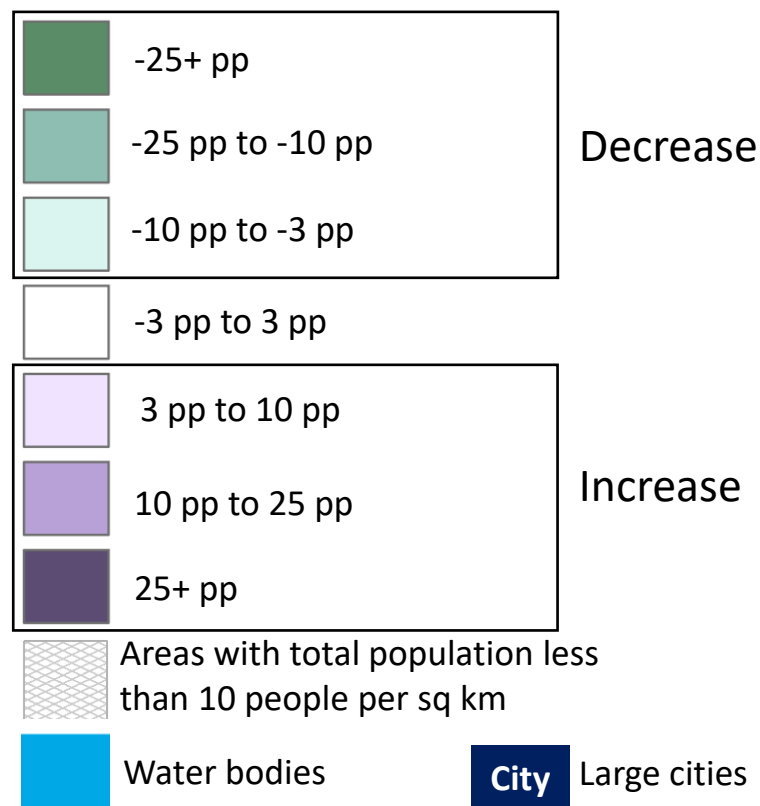 -25+ pp
-25 pp to -10 pp
Decrease
-10 pp to -3 pp
-3 pp to 3 pp
3 pp to 10 pp
10 pp to 25 pp
Increase
25+ pp
Areas with total population less
than 10 people per sq km
Water bodies
City
Large cities